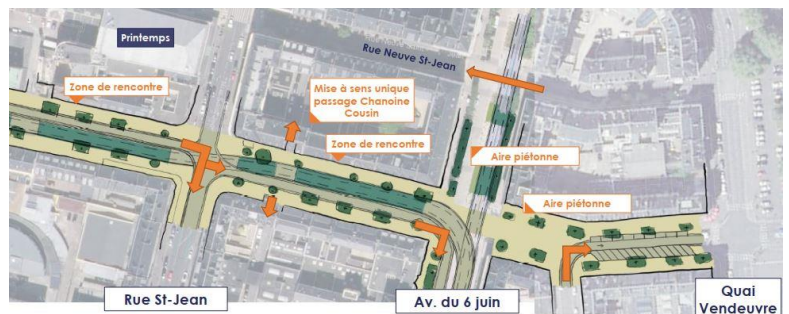 Printemps
Rue Neuve St-Jean
Zone de rencontre
Mise à sens unique
passage Chanoine
Cousin
Zone de rencontre
Aire piétonne
Aire piétonne
Rue St-Jean
Av. du 6 juin
Quai
Vendeuvre